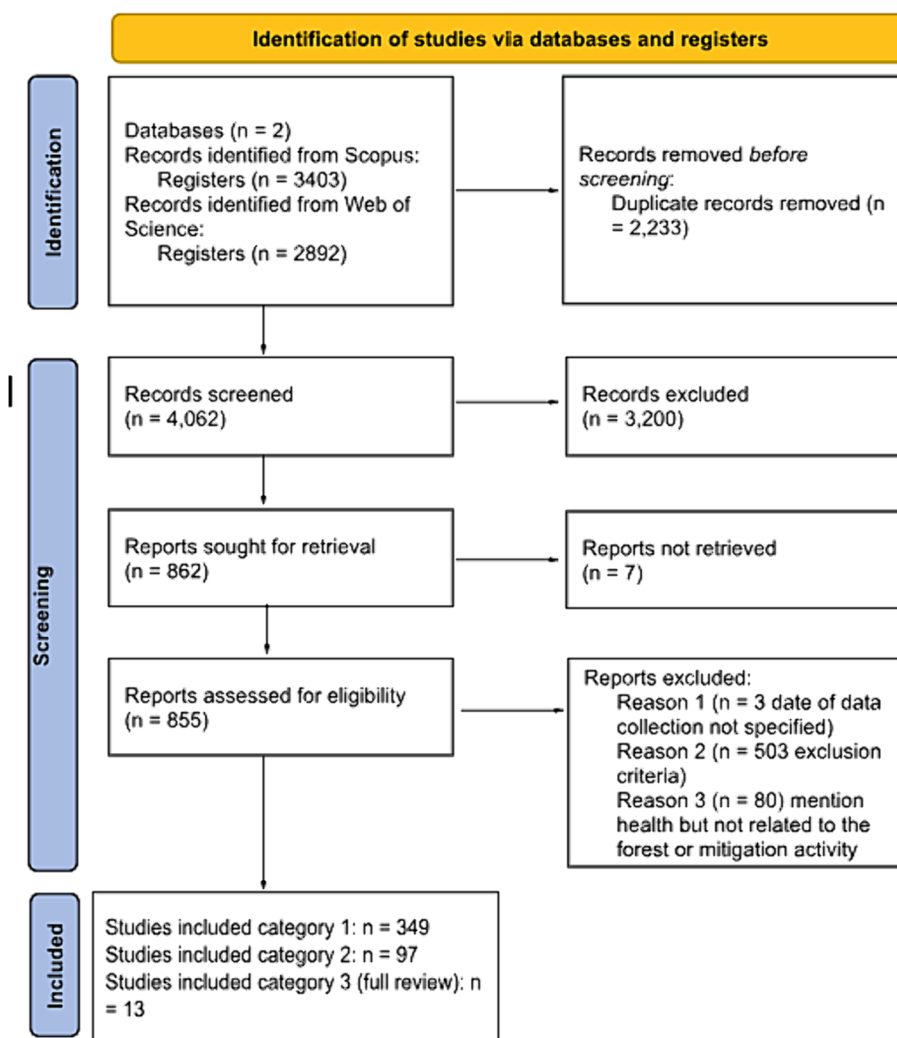 Identification of studies via databases and registers
Identification
Databases (n = 2)
Records identified from Scopus:
Registers (n = 3403)
Records identified from Web of
Science:
Registers (n = 2892)
Records removed before
screening:
Duplicate records removed (n
= 2,233)
Screening
Records screened
(n = 4,062)
Records excluded
(n = 3,200)
Reports sought for retrieval
(n = 862)
Reports not retrieved
(n = 7)
Reports assessed for eligibility
(n = 855)
Reports excluded:
Reason 1 (n = 3 date of data
collection not specified)
Reason 2 (n = 503 exclusion
criteria)
Reason 3 (n = 80) mention
health but not related to the
forest or mitigation activity
Included
Studies included category 1: n = 349
Studies included category 2: n = 97
Studies included category 3 (full review): n
= 13